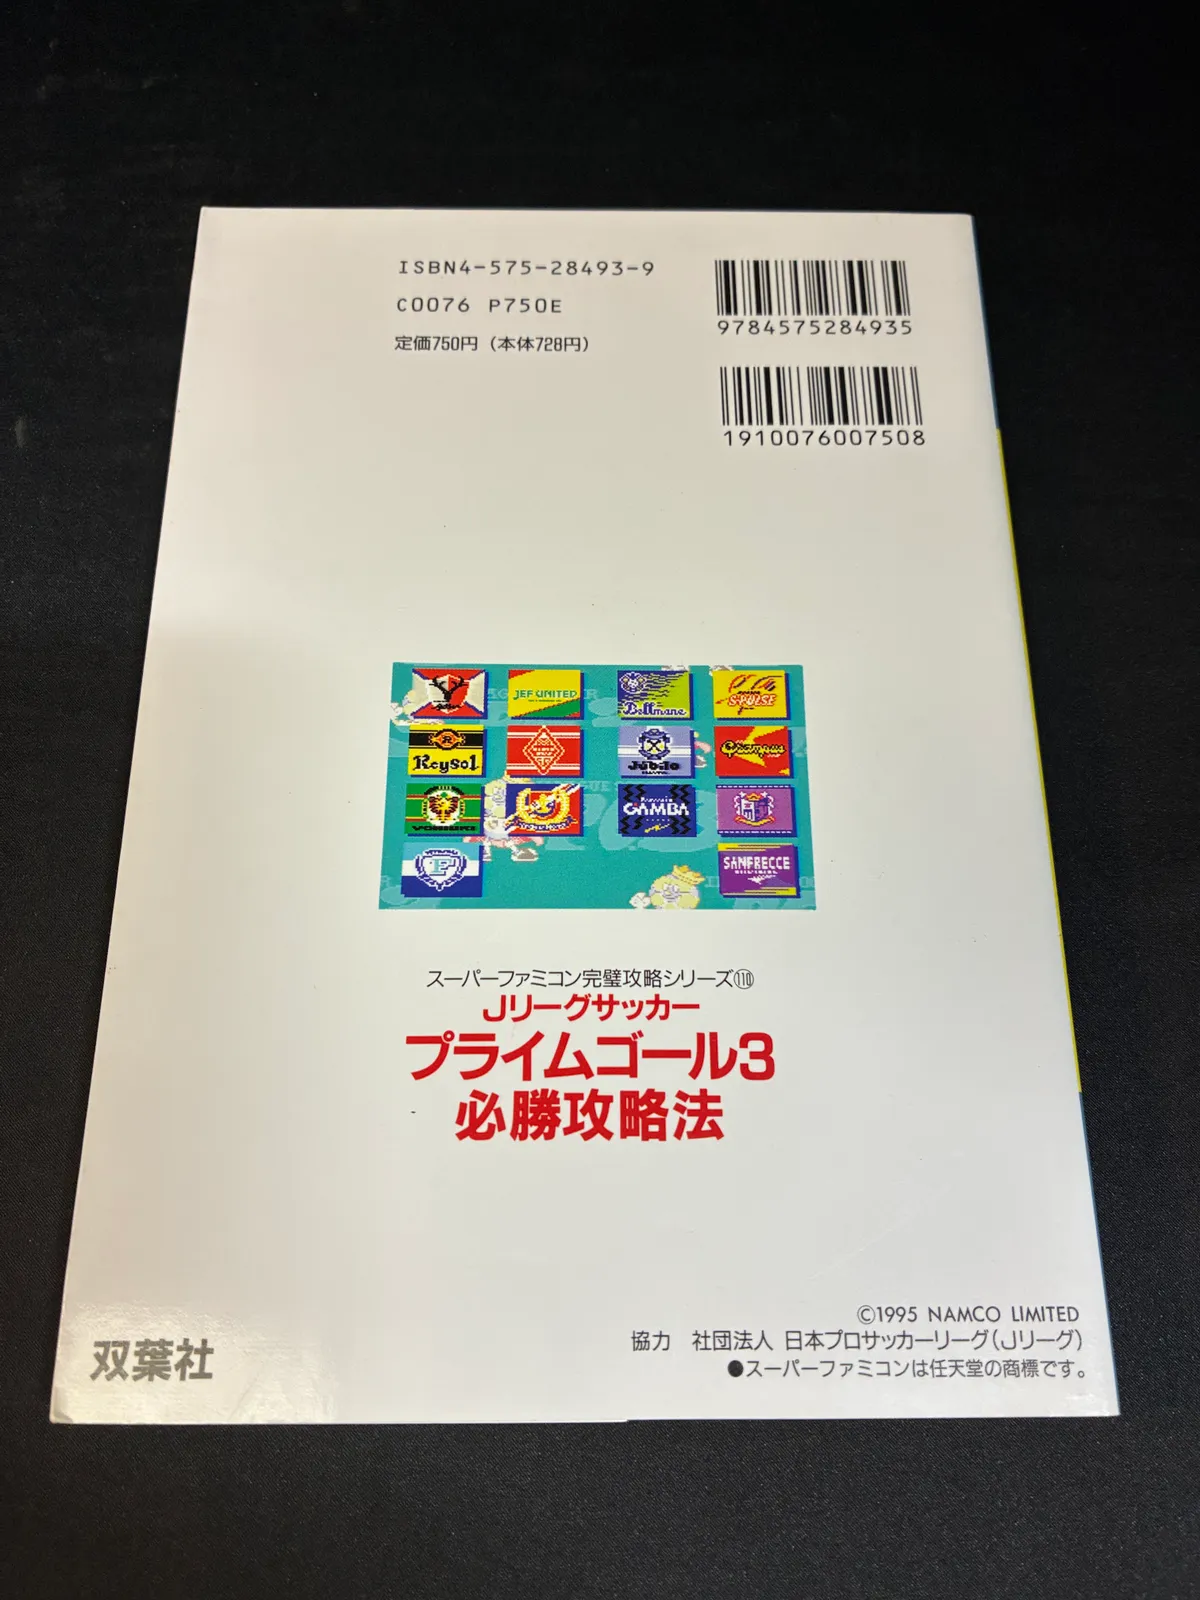 ISBN4-575-28493-9
C0076 P750E
定価750円（本体728円）
9784575284935
1910076007508
JEF UNITED
Bellmare
S-PULSE
Reysol
Jubilo
Grampus
GAMBA
F
SANFRECCE
スーパーファミコン完璧攻略シリーズ110
Jリーグサッカー
プライムゴール3
必勝攻略法
©1995 NAMCO LIMITED
協力　社団法人 日本プロサッカーリーグ(Jリーグ)
●スーパーファミコンは任天堂の商標です。
双葉社